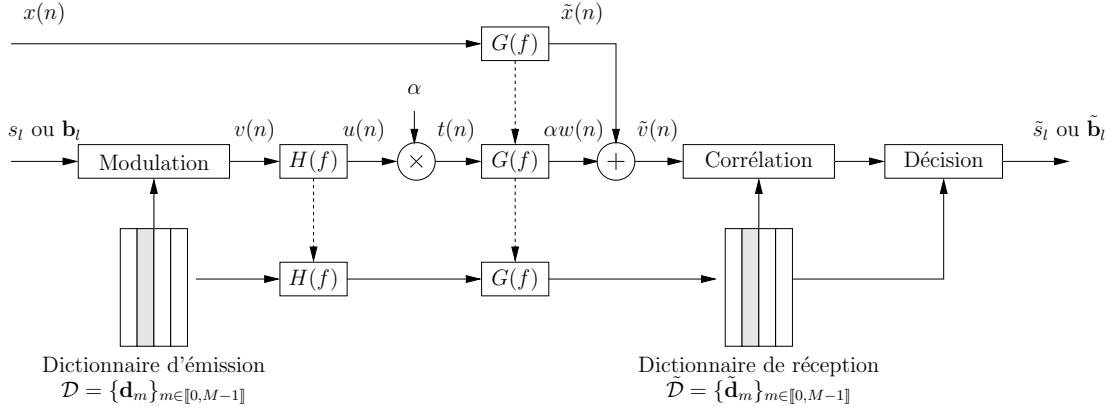 x(n)
x̃(n)
G(f)
α
s_l ou b_l
v(n)
u(n)
t(n)
αw(n)
ṽ(n)
s̃_l ou b̃_l
Modulation
H(f)
×
G(f)
+
Corrélation
Décision
H(f)
G(f)
Dictionnaire d'émission
𝒟 = {d_m}_{m∈⟦0,M−1⟧}
Dictionnaire de réception
𝒟̃ = {d̃_m}_{m∈⟦0,M−1⟧}